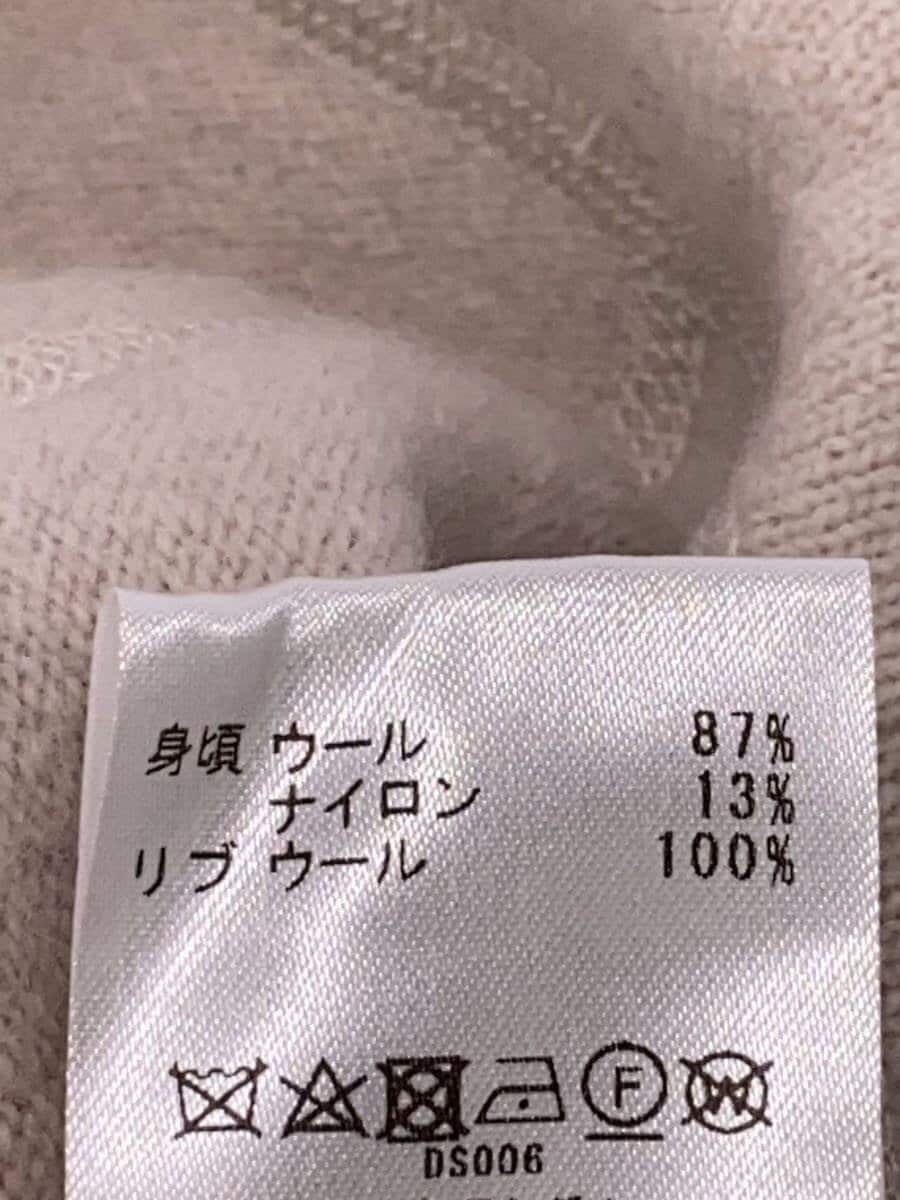 身頃 ウール 87%
ナイロン 13%
リブ ウール 100%
F W
DS006